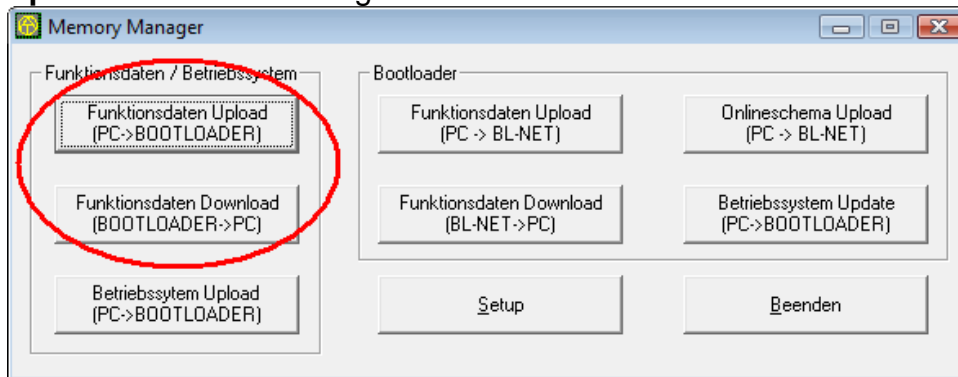 Memory Manager
Funktionsdaten / Betriebssystem
Funktionsdaten Upload
(PC->BOOTLOADER)
Funktionsdaten Download
(BOOTLOADER->PC)
Betriebssytem Upload
(PC->BOOTLOADER)
Bootloader
Funktionsdaten Upload
(PC -> BL-NET)
Onlineschema Upload
(PC -> BL-NET)
Funktionsdaten Download
(BL-NET->PC)
Betriebssystem Update
(PC->BOOTLOADER)
Setup
Beenden